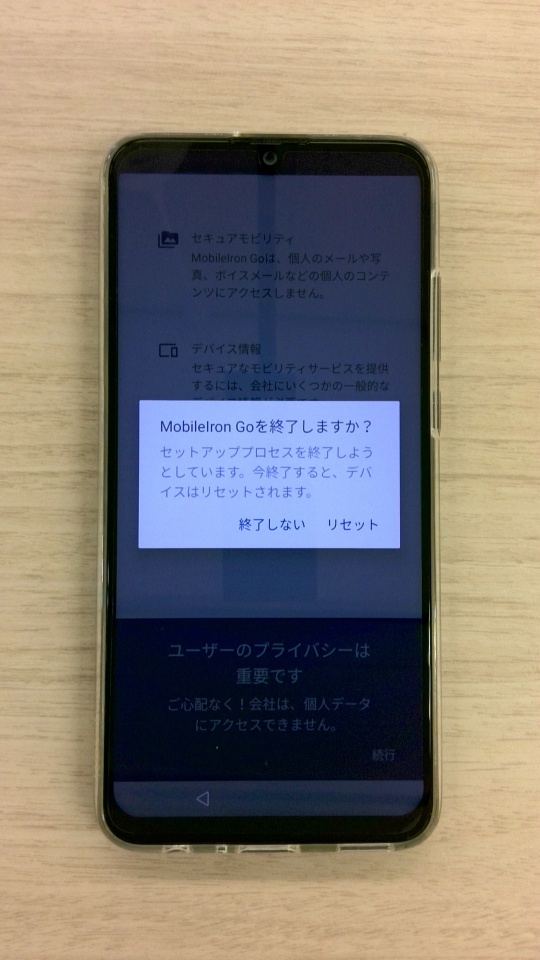 セキュアモビリティ
MobileIron Goは、個人のメールや写
真、ボイスメールなどの個人のコンテ
ンツにアクセスしません。
デバイス情報
セキュアなモビリティサービスを提供
するには、会社にいくつかの一般的な
MobileIron Goを終了しますか？
セットアッププロセスを終了しよう
としています。今終了すると、デバ
イスはリセットされます。
終了しない リセット
ユーザーのプライバシーは
重要です
ご心配なく！会社は、個人データ
にアクセスできません。
続行